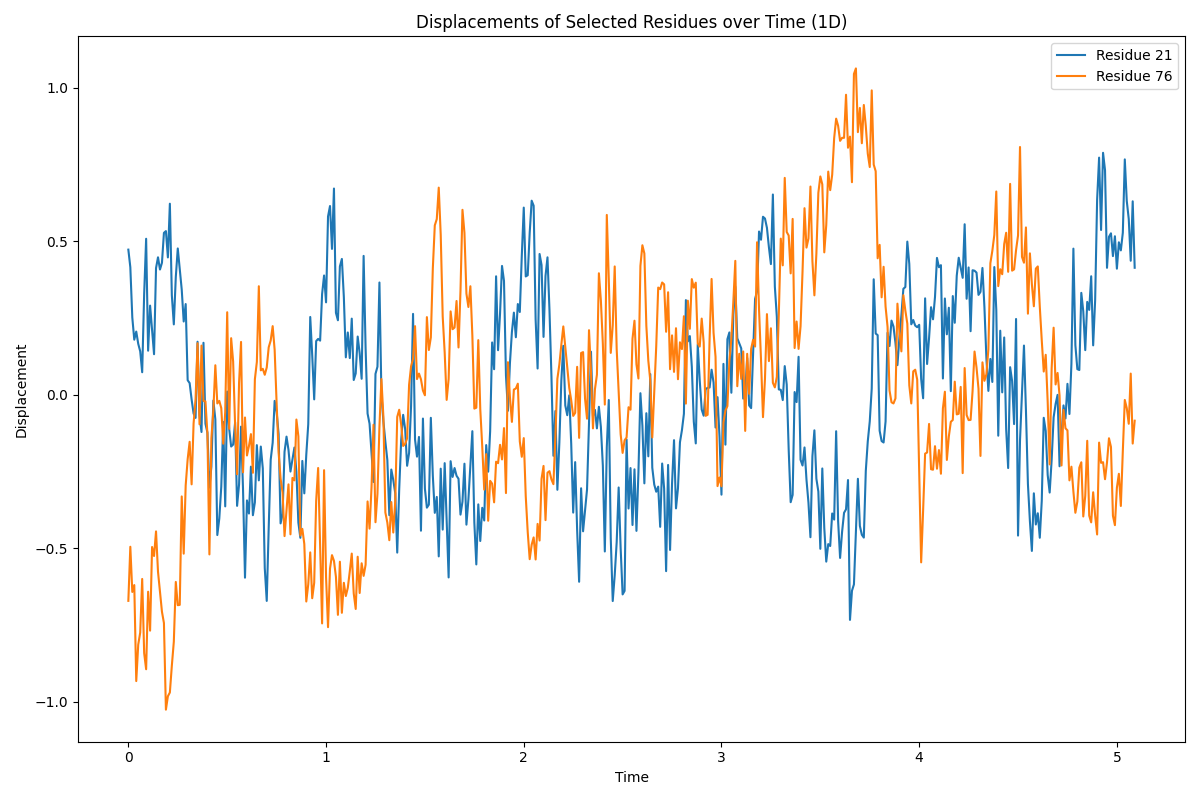 Displacements of Selected Residues over Time (1D)
Residue 21
Residue 76
Displacement
1.0
0.5
0.0
−0.5
−1.0
0 1 2 3 4 5
Time